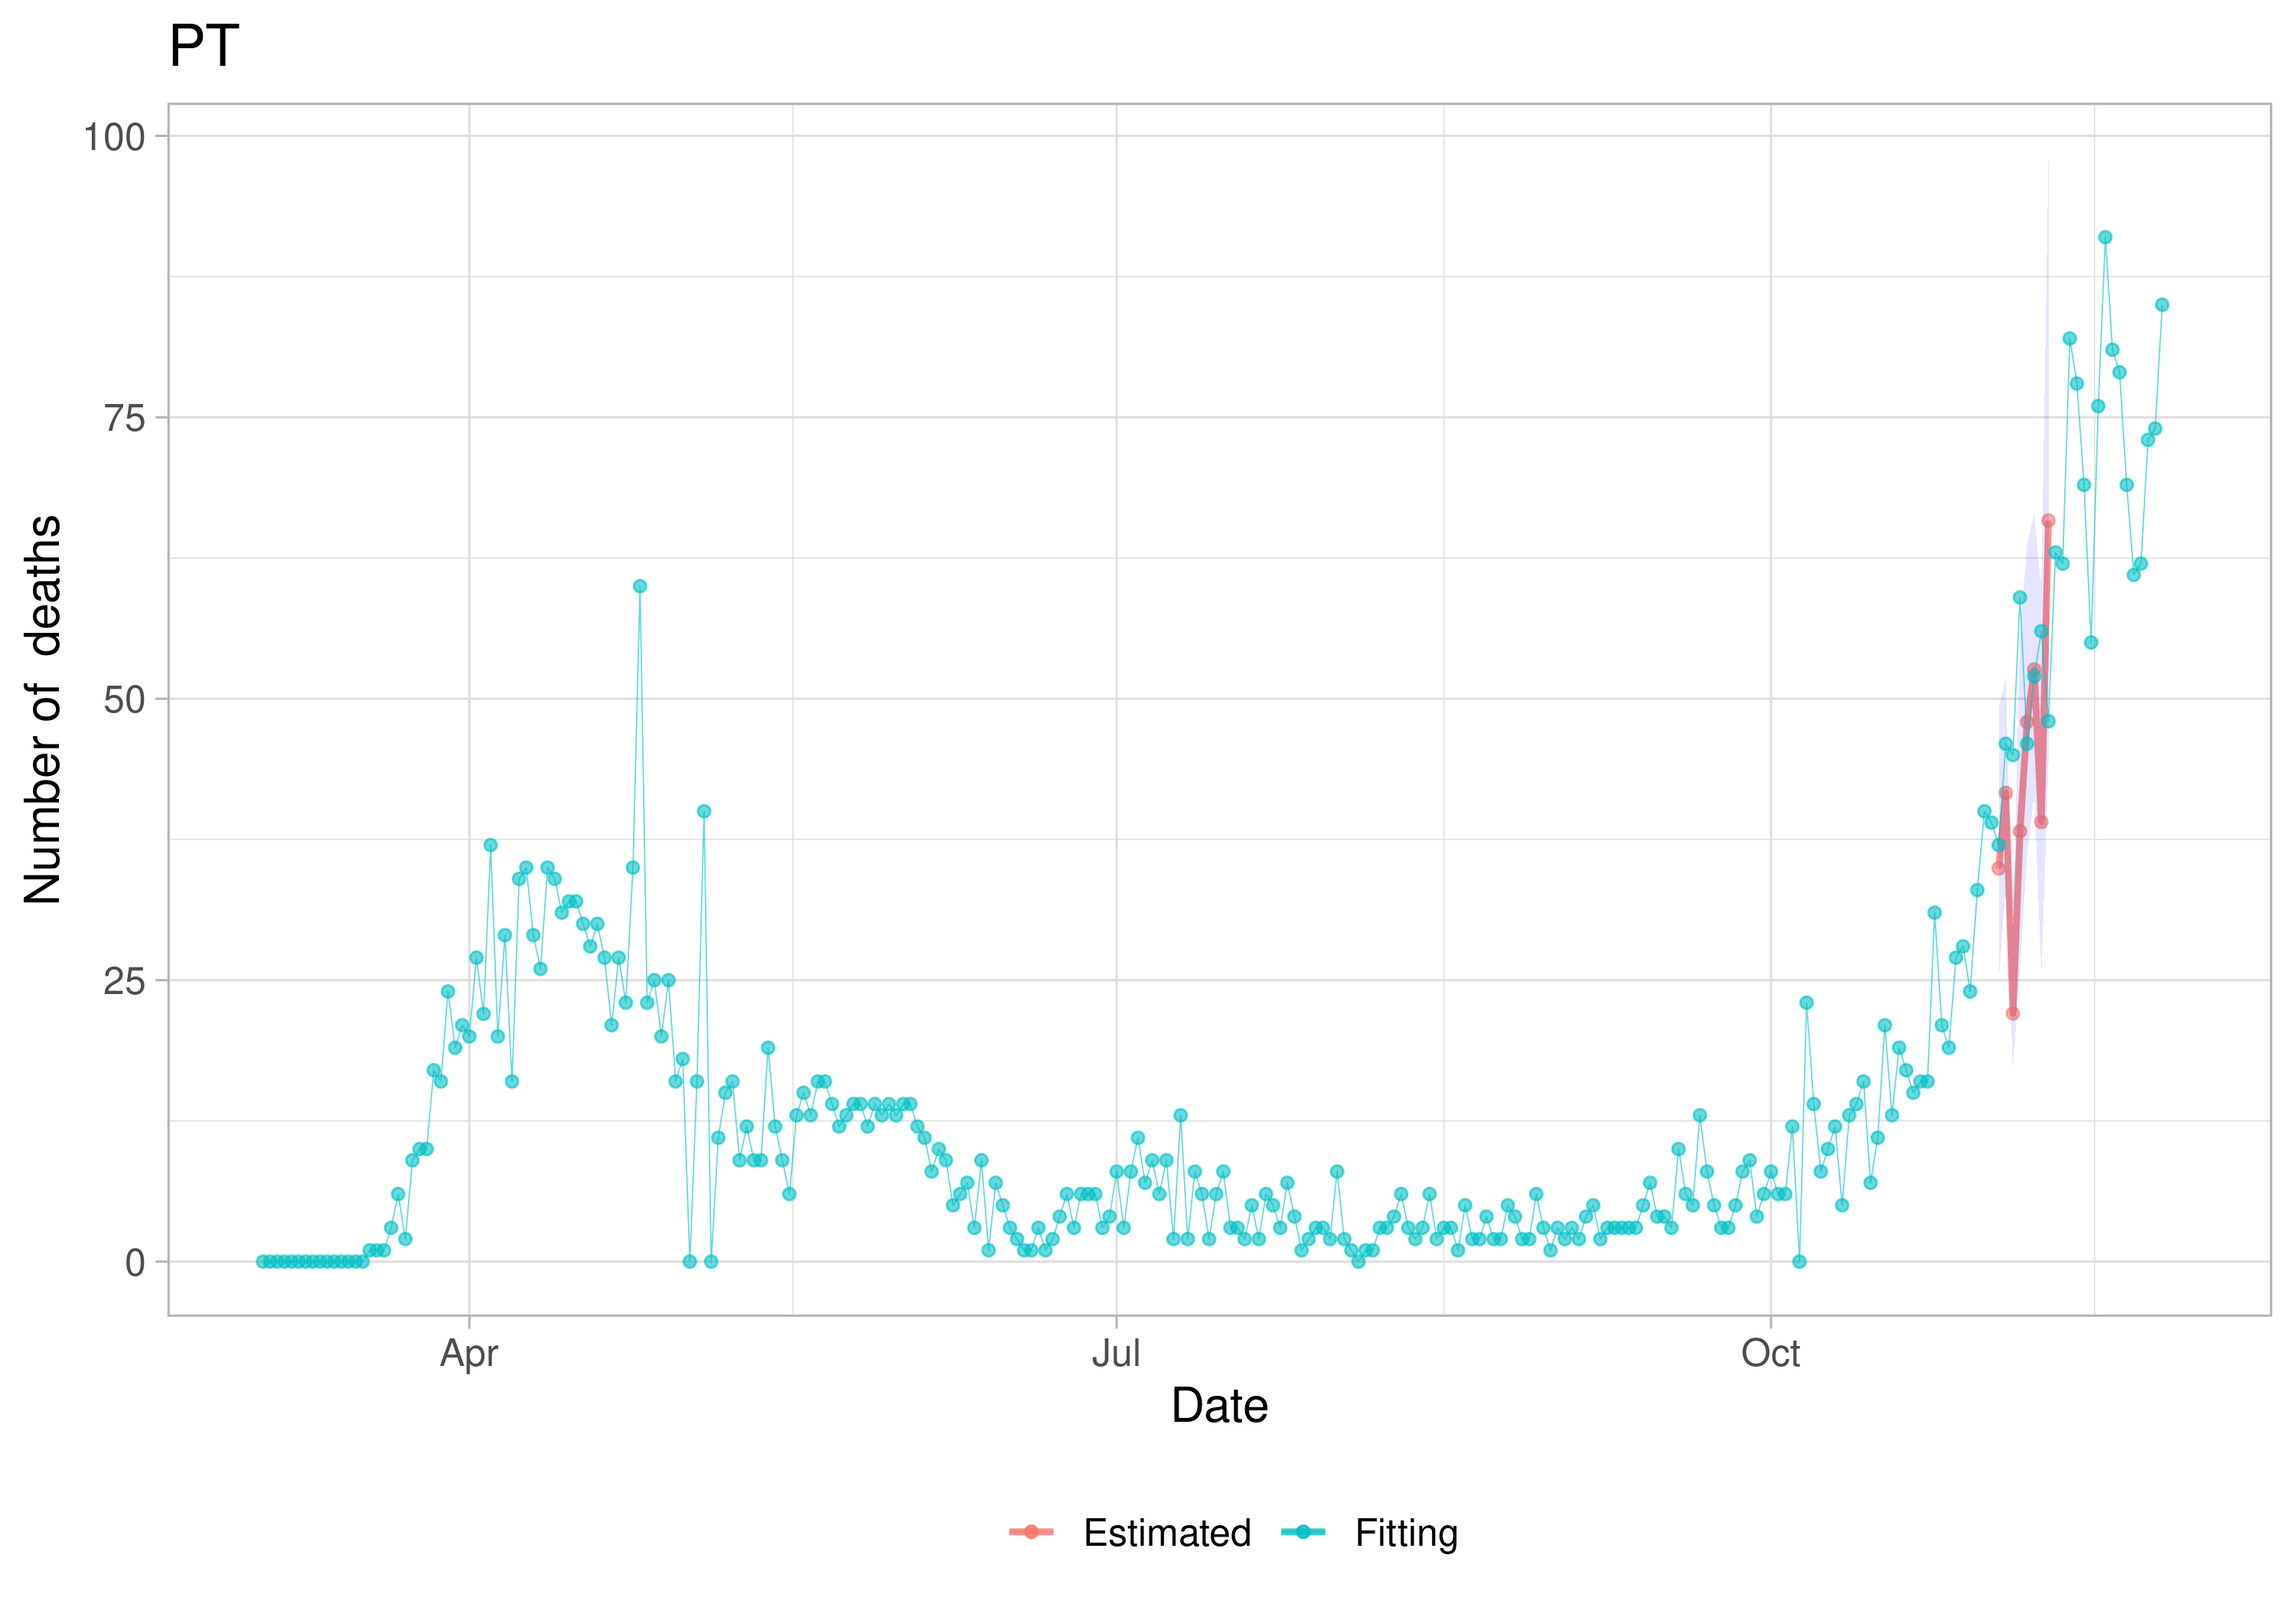 PT
100
75
50
25
0
Number of  deaths
Apr
Jul
Oct
Date
Estimated
Fitting